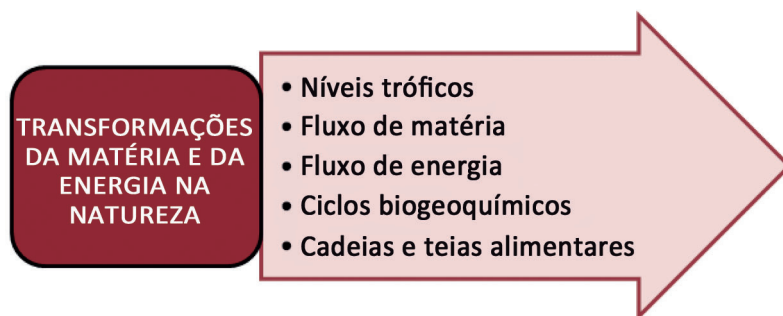 TRANSFORMAÇÕES
DA MATÉRIA E DA
ENERGIA NA
NATUREZA
• Níveis tróficos
• Fluxo de matéria
• Fluxo de energia
• Ciclos biogeoquímicos
• Cadeias e teias alimentares